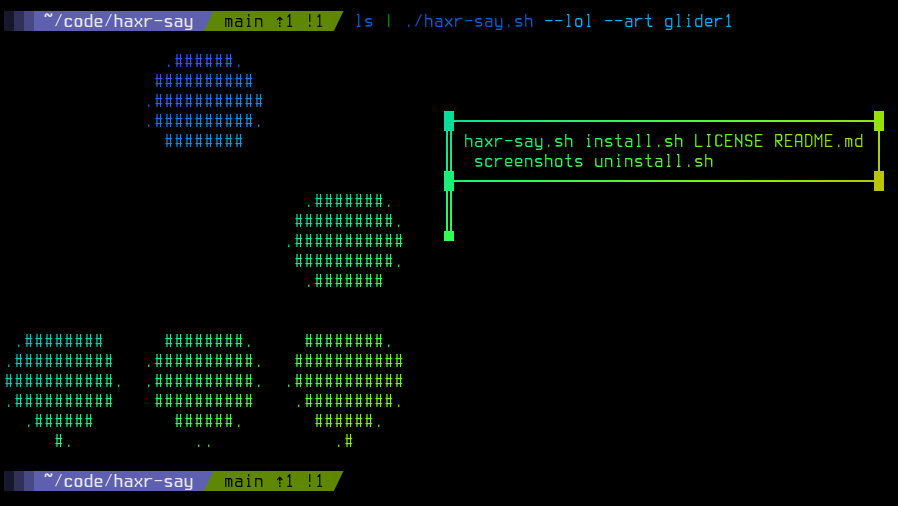 ~/code/haxr-say main ↑1 !1 ls | ./haxr-say.sh --lol --art glider1
.######.
##########
.###########
.##########.
########
haxr-say.sh install.sh LICENSE README.md
screenshots uninstall.sh
.#######.
##########.
.###########
##########.
.#######
.######## ########. ########.
.########## .##########. ###########
###########. .##########. .###########
.########## ########## .#########.
.###### ######. ######.
#. .. .#
~/code/haxr-say main ↑1 !1